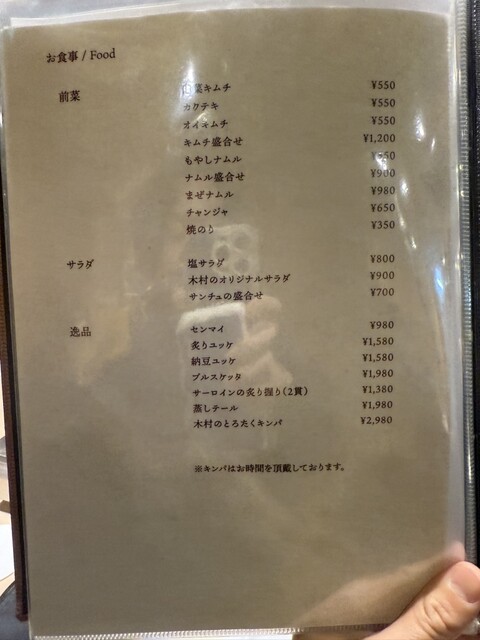 お食事 / Food
前菜
白菜キムチ ¥550
カクテキ ¥550
オイキムチ ¥550
キムチ盛合せ ¥1,200
もやしナムル
ナムル盛合せ ¥900
まぜナムル ¥980
チャンジャ ¥650
焼のり ¥350
サラダ
塩サラダ ¥800
木村のオリジナルサラダ ¥900
サンチュの盛合せ ¥700
逸品
センマイ ¥980
炙りユッケ ¥1,580
納豆ユッケ ¥1,580
ブルスケッタ ¥1,980
サーロインの炙り握り(2貫) ¥1,380
蒸しテール ¥1,980
木村のとろたくキンパ ¥2,980
※キンパはお時間を頂戴しております。